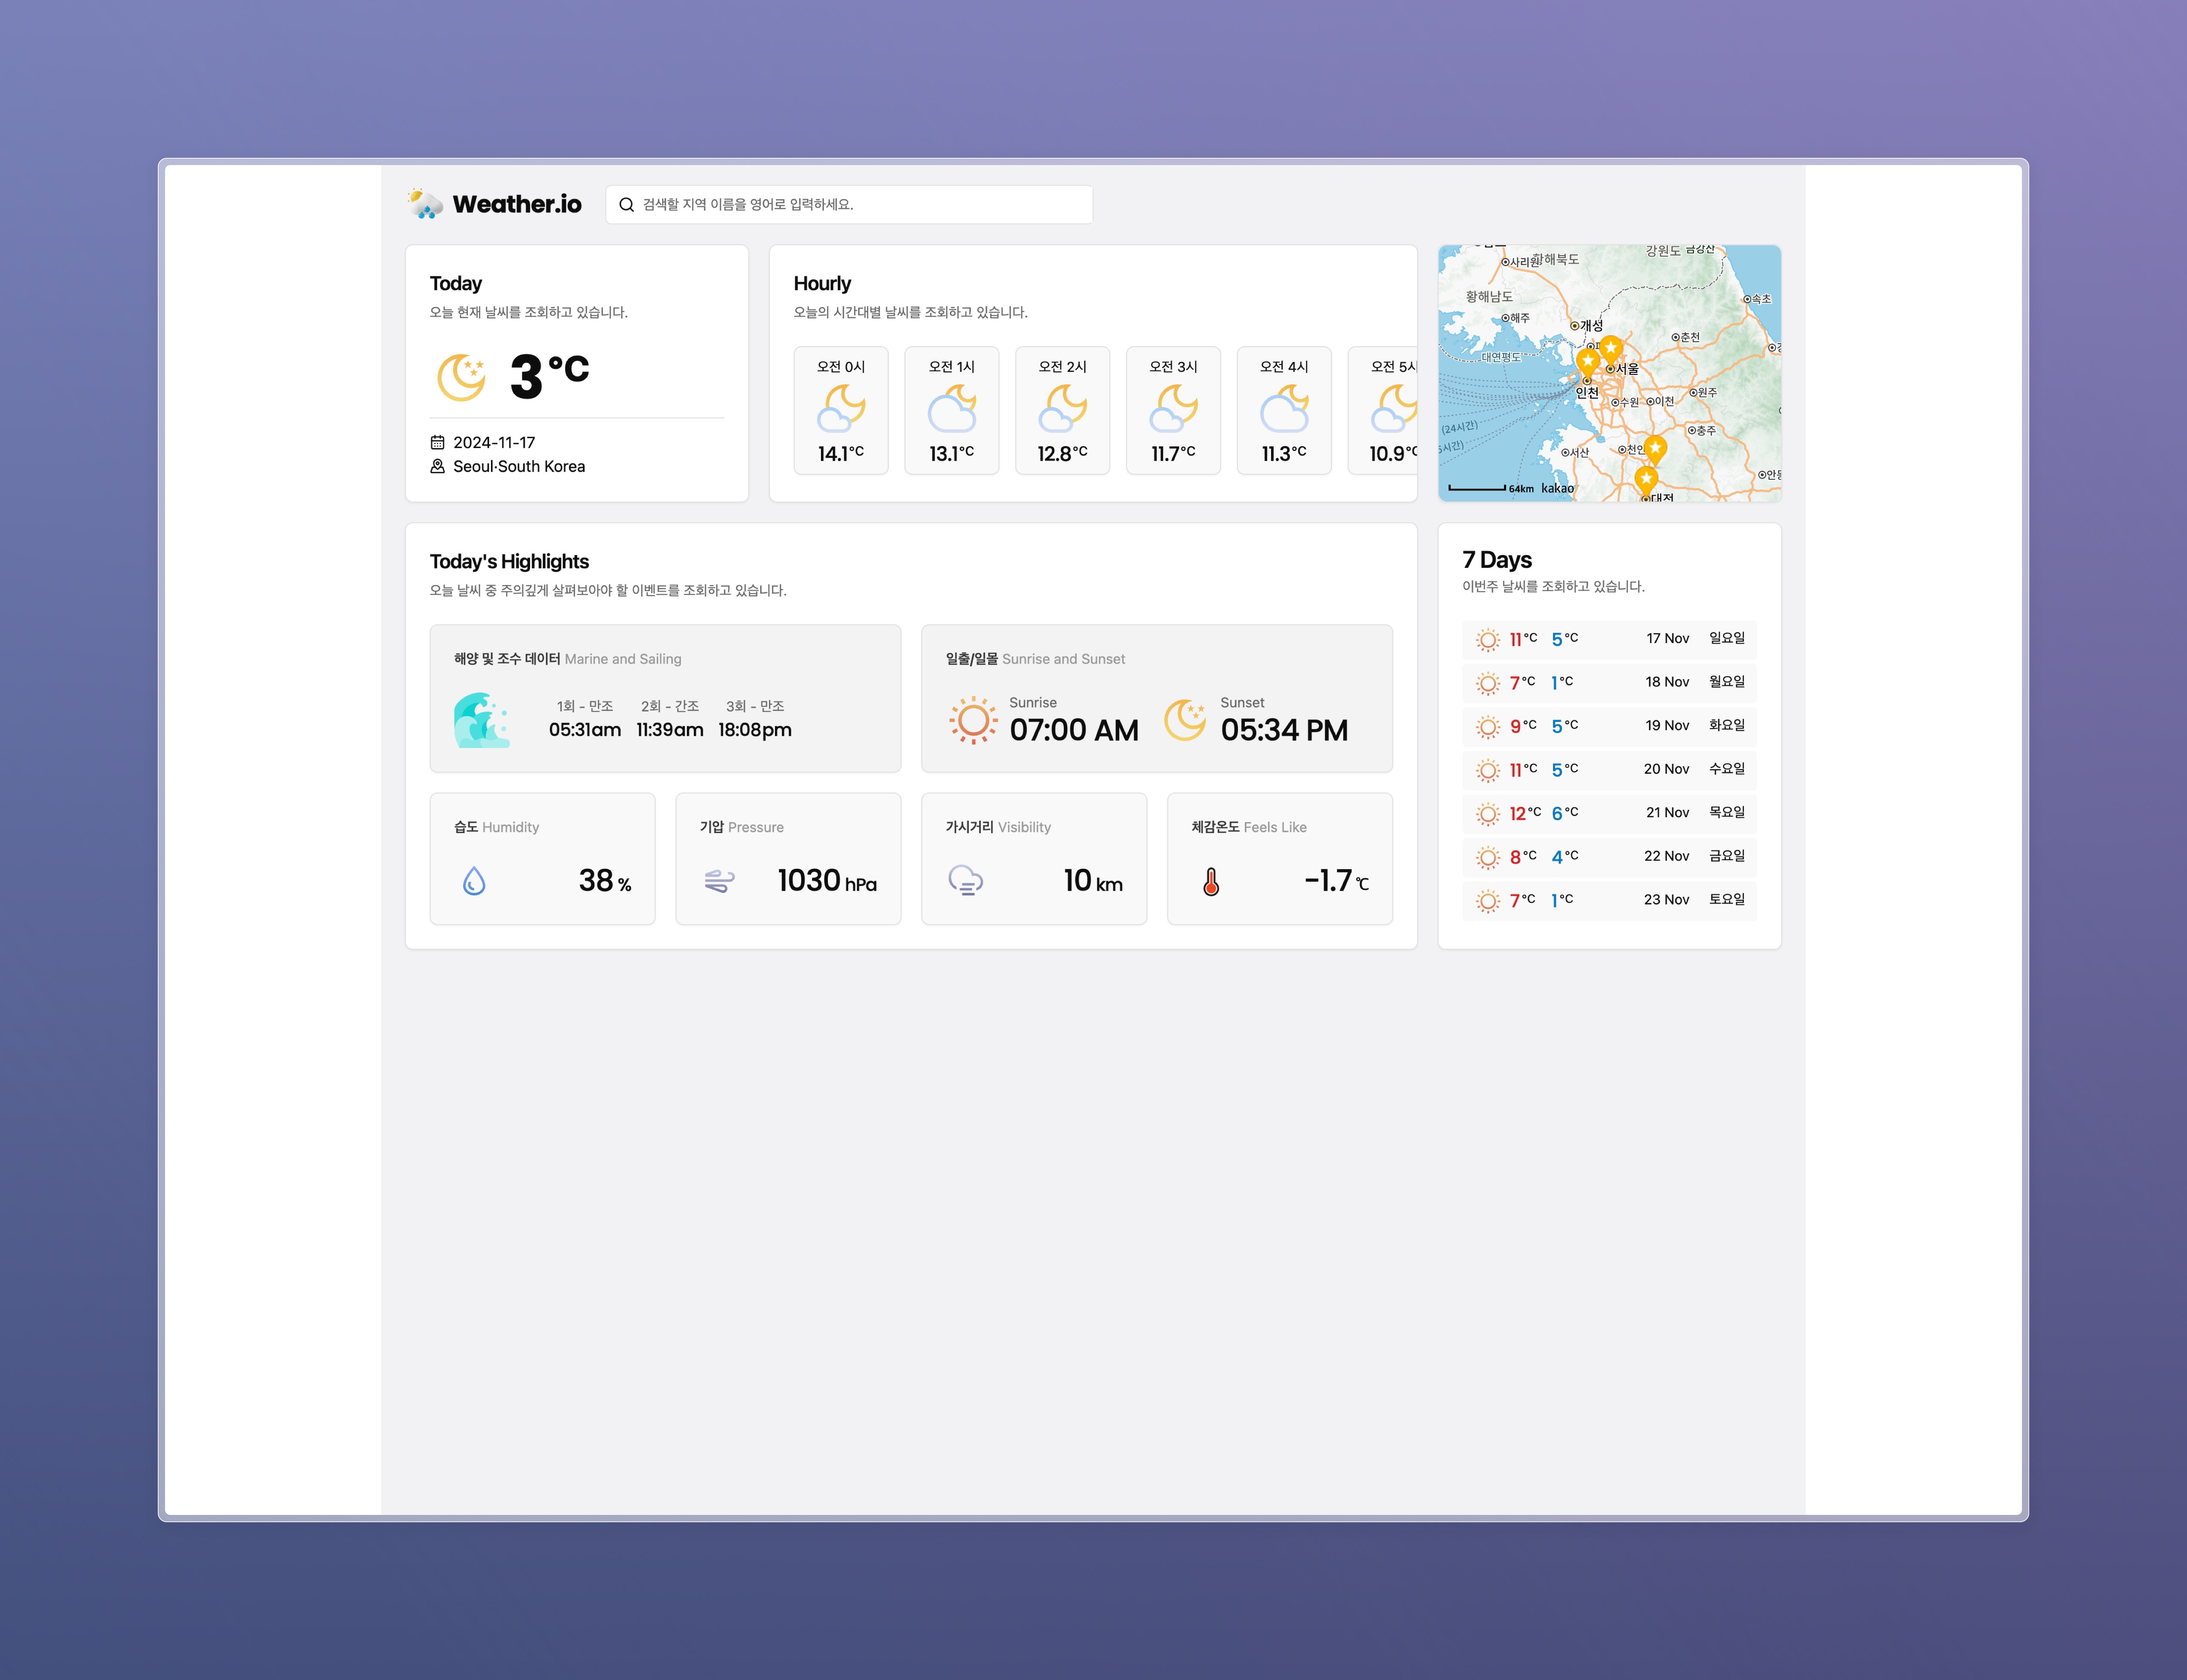 Weather.io
검색할 지역 이름을 영어로 입력하세요.
Today
오늘 현재 날씨를 조회하고 있습니다.
3°C
2024-11-17
Seoul·South Korea
Hourly
오늘의 시간대별 날씨를 조회하고 있습니다.
오전 0시 오전 1시 오전 2시 오전 3시 오전 4시 오전 5시
14.1°C 13.1°C 12.8°C 11.7°C 11.3°C 10.9°C
강원도 금강산
사리원 황해북도
황해남도
속초
해주
개성
춘천
대연평도
서울
인천
수원 이천 원주
(24시간)
충주
서산 천안
64km kakao
대전
Today's Highlights
오늘 날씨 중 주의깊게 살펴보아야 할 이벤트를 조회하고 있습니다.
해양 및 조수 데이터 Marine and Sailing
1회 - 만조 2회 - 간조 3회 - 만조
05:31am 11:39am 18:08pm
일출/일몰 Sunrise and Sunset
Sunrise
07:00 AM
Sunset
05:34 PM
습도 Humidity
38 %
기압 Pressure
1030 hPa
가시거리 Visibility
10 km
체감온도 Feels Like
-1.7 ℃
7 Days
이번주 날씨를 조회하고 있습니다.
11°C 5°C 17 Nov 일요일
7°C 1°C 18 Nov 월요일
9°C 5°C 19 Nov 화요일
11°C 5°C 20 Nov 수요일
12°C 6°C 21 Nov 목요일
8°C 4°C 22 Nov 금요일
7°C 1°C 23 Nov 토요일